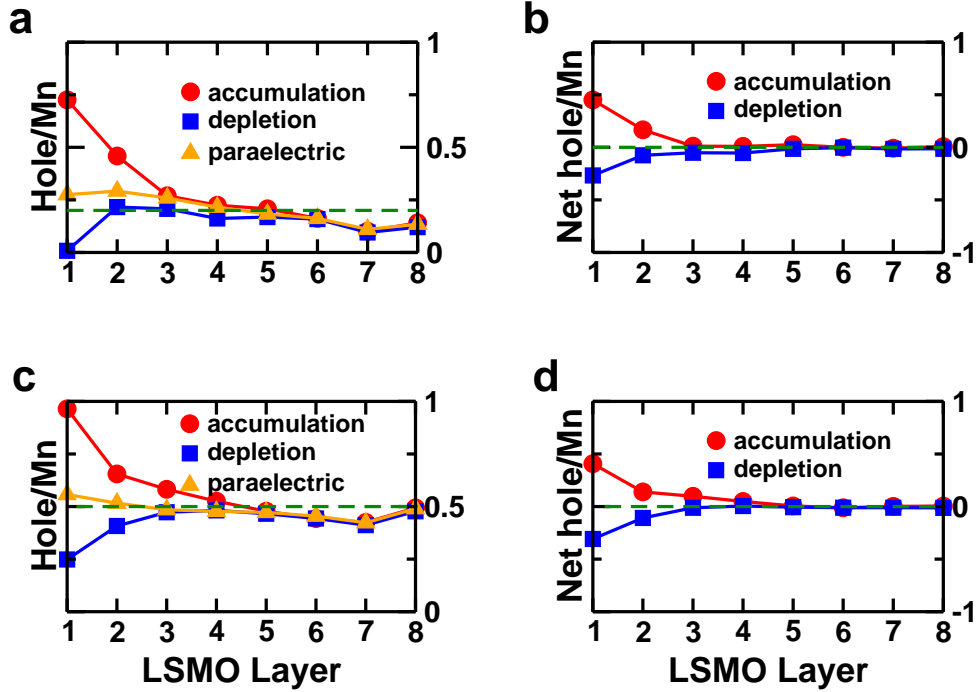 a
Hole/Mn
accumulation
depletion
paraelectric
1
0.5
0
1 2 3 4 5 6 7 8
b
Net hole/Mn
accumulation
depletion
1
0
-1
1 2 3 4 5 6 7 8
c
Hole/Mn
accumulation
depletion
paraelectric
1
0.5
0
1 2 3 4 5 6 7 8
LSMO Layer
d
Net hole/Mn
accumulation
depletion
1
0
-1
1 2 3 4 5 6 7 8
LSMO Layer